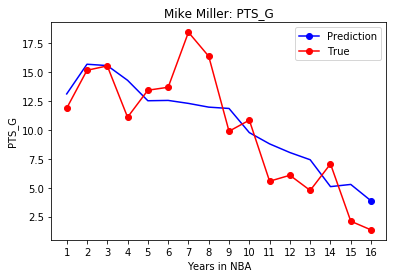 Mike Miller: PTS_G
Prediction
True
PTS_G
17.5
15.0
12.5
10.0
7.5
5.0
2.5
1 2 3 4 5 6 7 8 9 10 11 12 13 14 15 16
Years in NBA